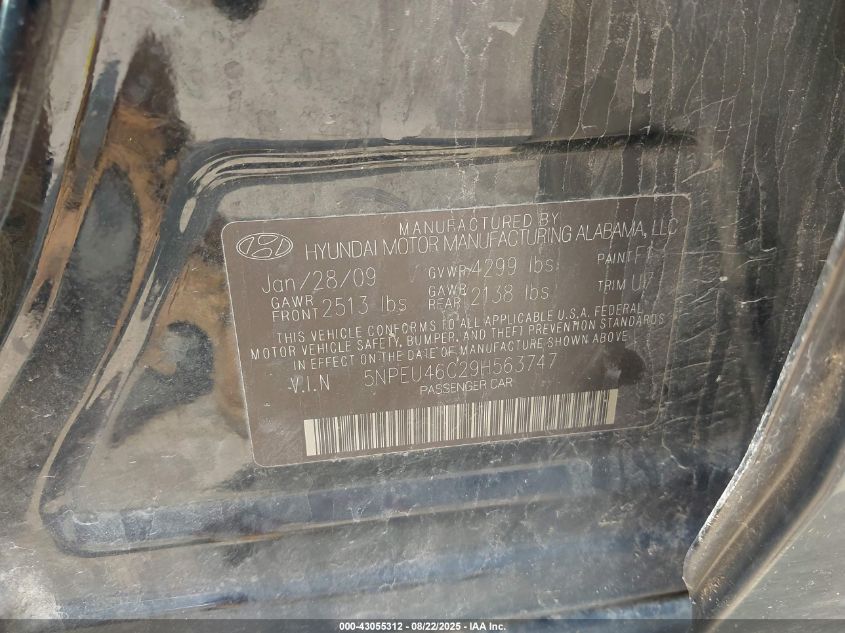 MANUFACTURED BY
HYUNDAI MOTOR MANUFACTURING ALABAMA, LLC
Jan/28/09 GVWR 4299 lbs PAINT
GAWR FRONT 2513 lbs GAWR REAR 2138 lbs TRIM
THIS VEHICLE CONFORMS TO ALL APPLICABLE U.S.A. FEDERAL
MOTOR VEHICLE SAFETY, BUMPER, AND THEFT PREVENTION STANDARDS
IN EFFECT ON THE DATE OF MANUFACTURE SHOWN ABOVE
V.I.N 5NPEU46C29H563747
PASSENGER CAR
000-43055312 - 08/22/2025 - IAA Inc.